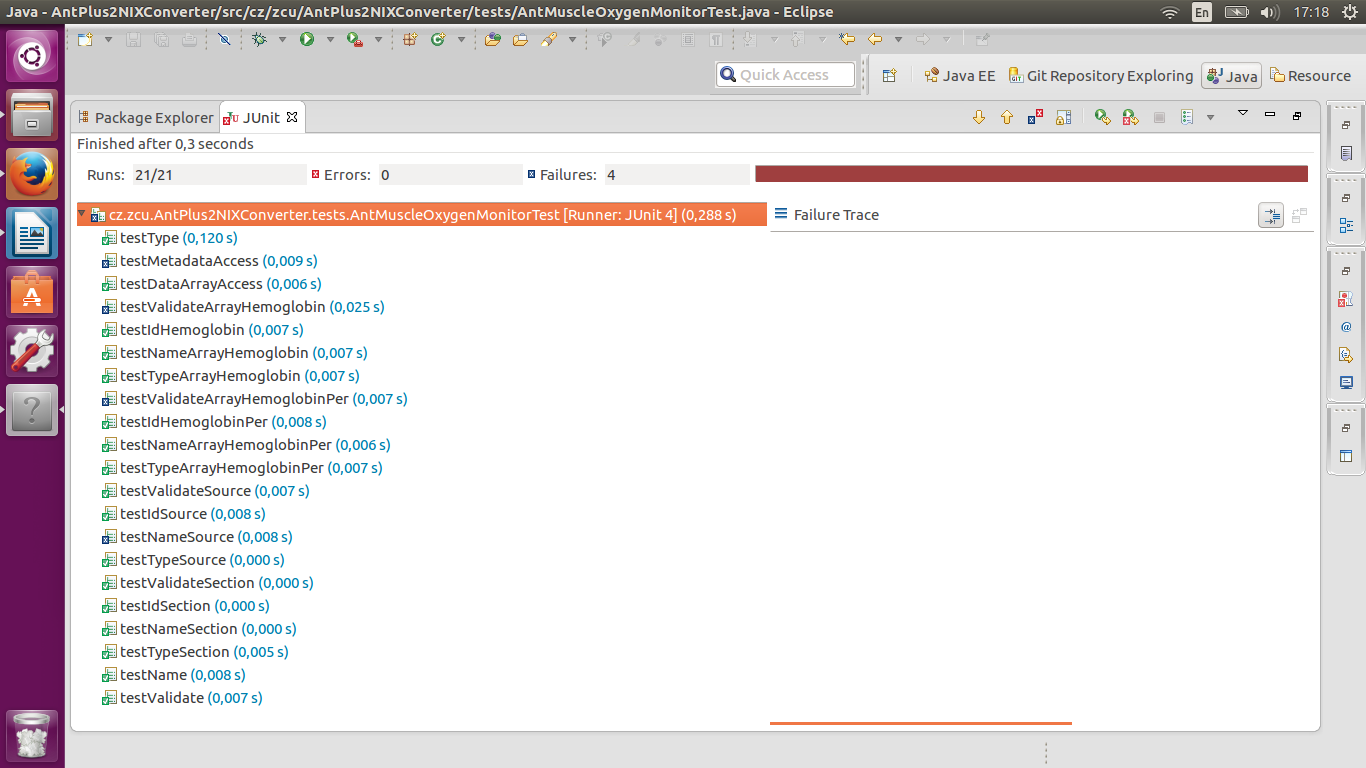 Java - AntPlus2NIXConverter/src/cz/zcu/AntPlus2NIXConverter/tests/AntMuscleOxygenMonitorTest.java - Eclipse En 17:18
Quick Access Java EE Git Repository Exploring Java Resource
Package Explorer JUnit
Finished after 0,3 seconds
Runs: 21/21 Errors: 0 Failures: 4
cz.zcu.AntPlus2NIXConverter.tests.AntMuscleOxygenMonitorTest [Runner: JUnit 4] (0,288 s) Failure Trace
testType (0,120 s)
testMetadataAccess (0,009 s)
testDataArrayAccess (0,006 s)
testValidateArrayHemoglobin (0,025 s)
testIdHemoglobin (0,007 s)
testNameArrayHemoglobin (0,007 s)
testTypeArrayHemoglobin (0,007 s)
testValidateArrayHemoglobinPer (0,007 s)
testIdHemoglobinPer (0,008 s)
testNameArrayHemoglobinPer (0,006 s)
testTypeArrayHemoglobinPer (0,007 s)
testValidateSource (0,007 s)
testIdSource (0,008 s)
testNameSource (0,008 s)
testTypeSource (0,000 s)
testValidateSection (0,000 s)
testIdSection (0,000 s)
testNameSection (0,000 s)
testTypeSection (0,005 s)
testName (0,008 s)
testValidate (0,007 s)